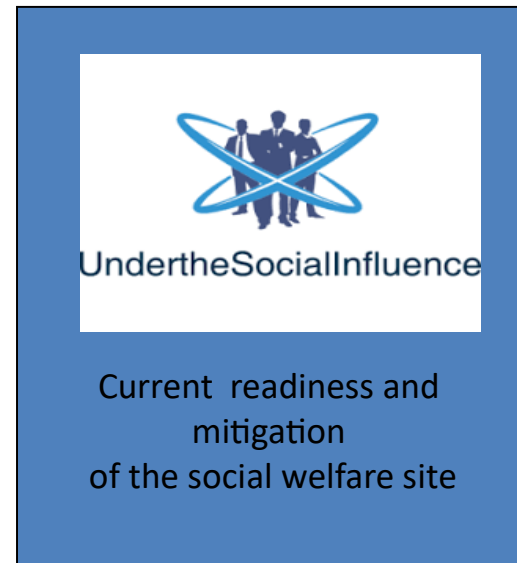 UndertheSocialInfluence
Current readiness and
mitigation
of the social welfare site